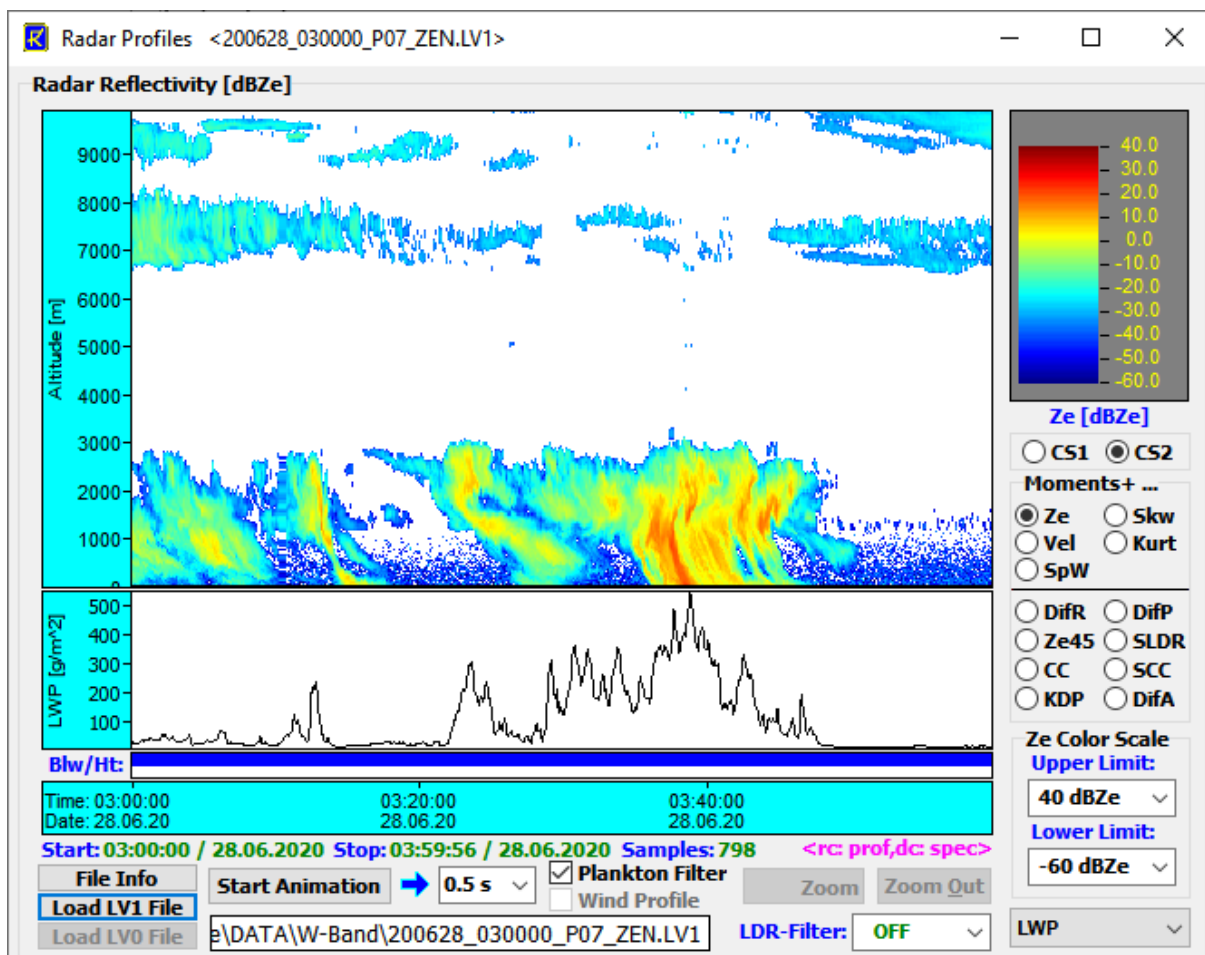 Radar Profiles <200628_030000_P07_ZEN.LV1>
Radar Reflectivity [dBZe]
Altitude [m]
9000
8000
7000
6000
5000
4000
3000
2000
1000
0
40.0
30.0
20.0
10.0
0.0
-10.0
-20.0
-30.0
-40.0
-50.0
-60.0
Ze [dBZe]
CS1 CS2
Moments+ ...
Ze Skw
Vel Kurt
SpW
DifR DifP
Ze45 SLDR
CC SCC
KDP DifA
LWP [g/m^2]
500
400
300
200
100
Blw/Ht:
Time: 03:00:00 03:20:00 03:40:00
Date: 28.06.20 28.06.20 28.06.20
Ze Color Scale
Upper Limit:
40 dBZe
Lower Limit:
-60 dBZe
Start: 03:00:00 / 28.06.2020 Stop: 03:59:56 / 28.06.2020 Samples: 798 <rc: prof,dc: spec>
File Info
Load LV1 File
Load LV0 File
Start Animation 0.5 s
Plankton Filter
Wind Profile
Zoom Zoom Out
e\DATA\W-Band\200628_030000_P07_ZEN.LV1
LDR-Filter: OFF
LWP